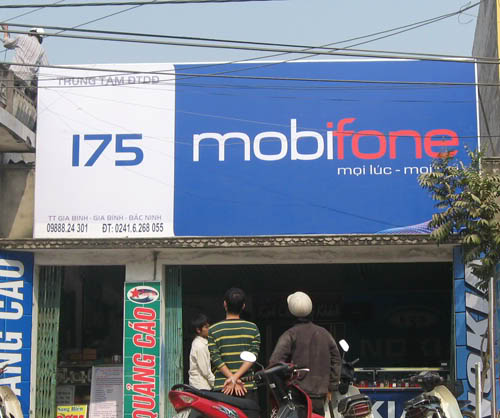 TRUNG TÂM ĐTDĐ
175
mobifone
mọi lúc - mọi
TT GIA BÌNH - GIA BÌNH - BẮC NINH
09888.24 301 ĐT: 0241.6.268 055
QUẢNG CÁO